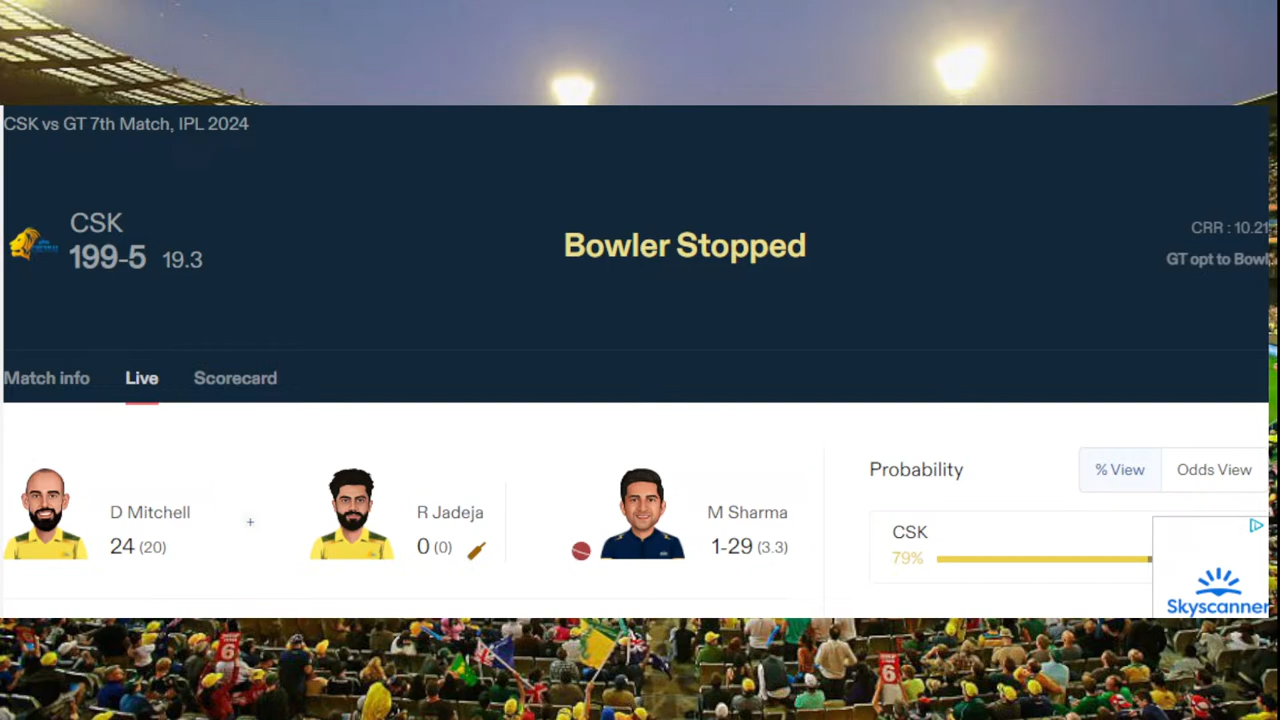 CSK vs GT 7th Match, IPL 2024
CSK
199-5 19.3
Bowler Stopped
CRR : 10.21
GT opt to Bowl
Match info Live Scorecard
D Mitchell
24 (20)
+
R Jadeja
0 (0)
M Sharma
1-29 (3.3)
Probability
% View Odds View
CSK
79%
Skyscanner
6
6